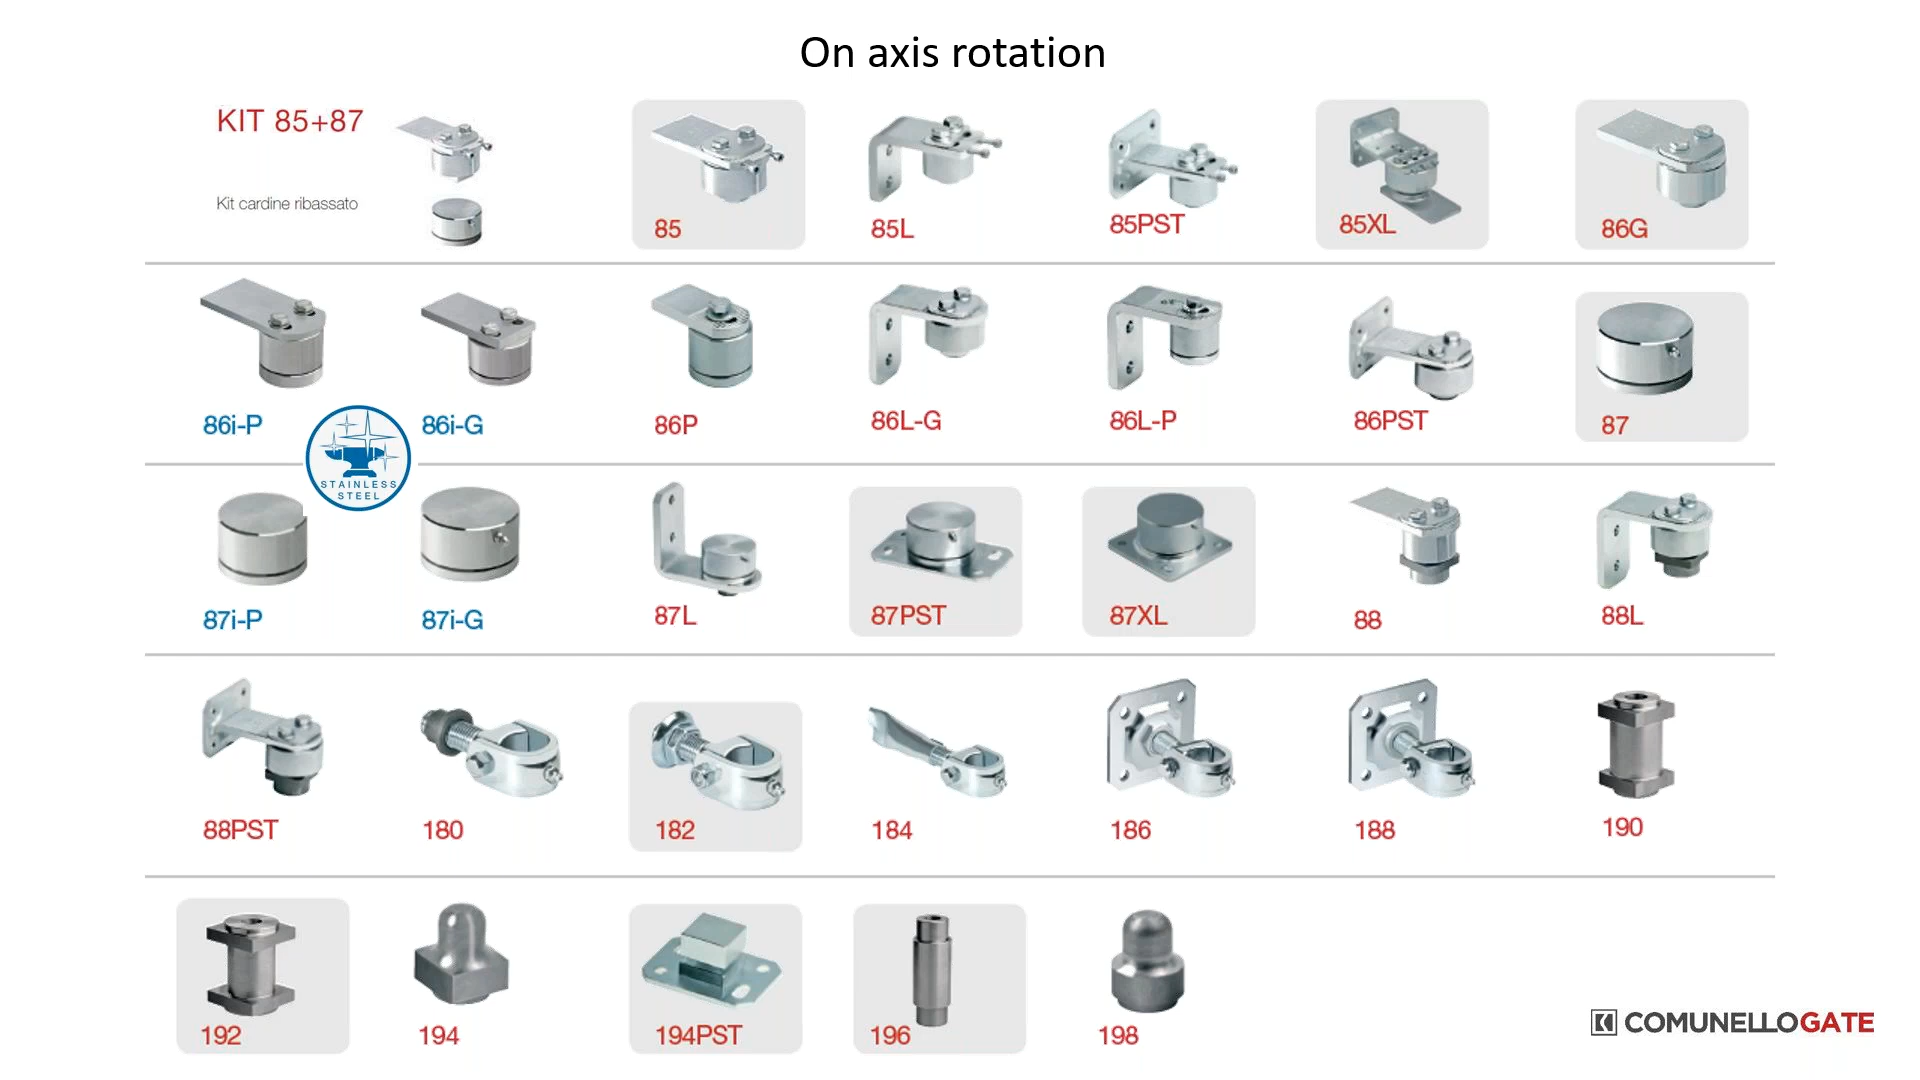 On axis rotation
KIT 85+87
Kit cardine ribassato
85
85L
85PST
85XL
86G
86i-P
86i-G
86P
86L-G
86L-P
86PST
87
STAINLESS
STEEL
87i-P
87i-G
87L
87PST
87XL
88
88L
88PST
180
182
184
186
188
190
192
194
194PST
196
198
COMUNELLOGATE